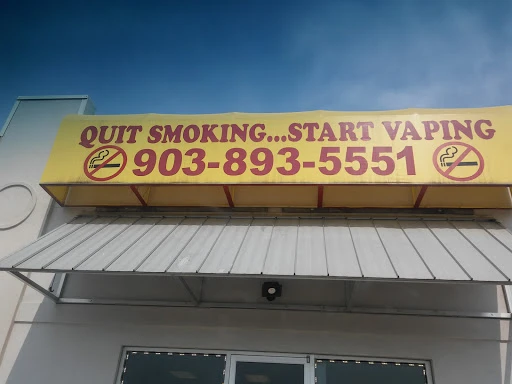 QUIT SMOKING...START VAPING
903-893-5551